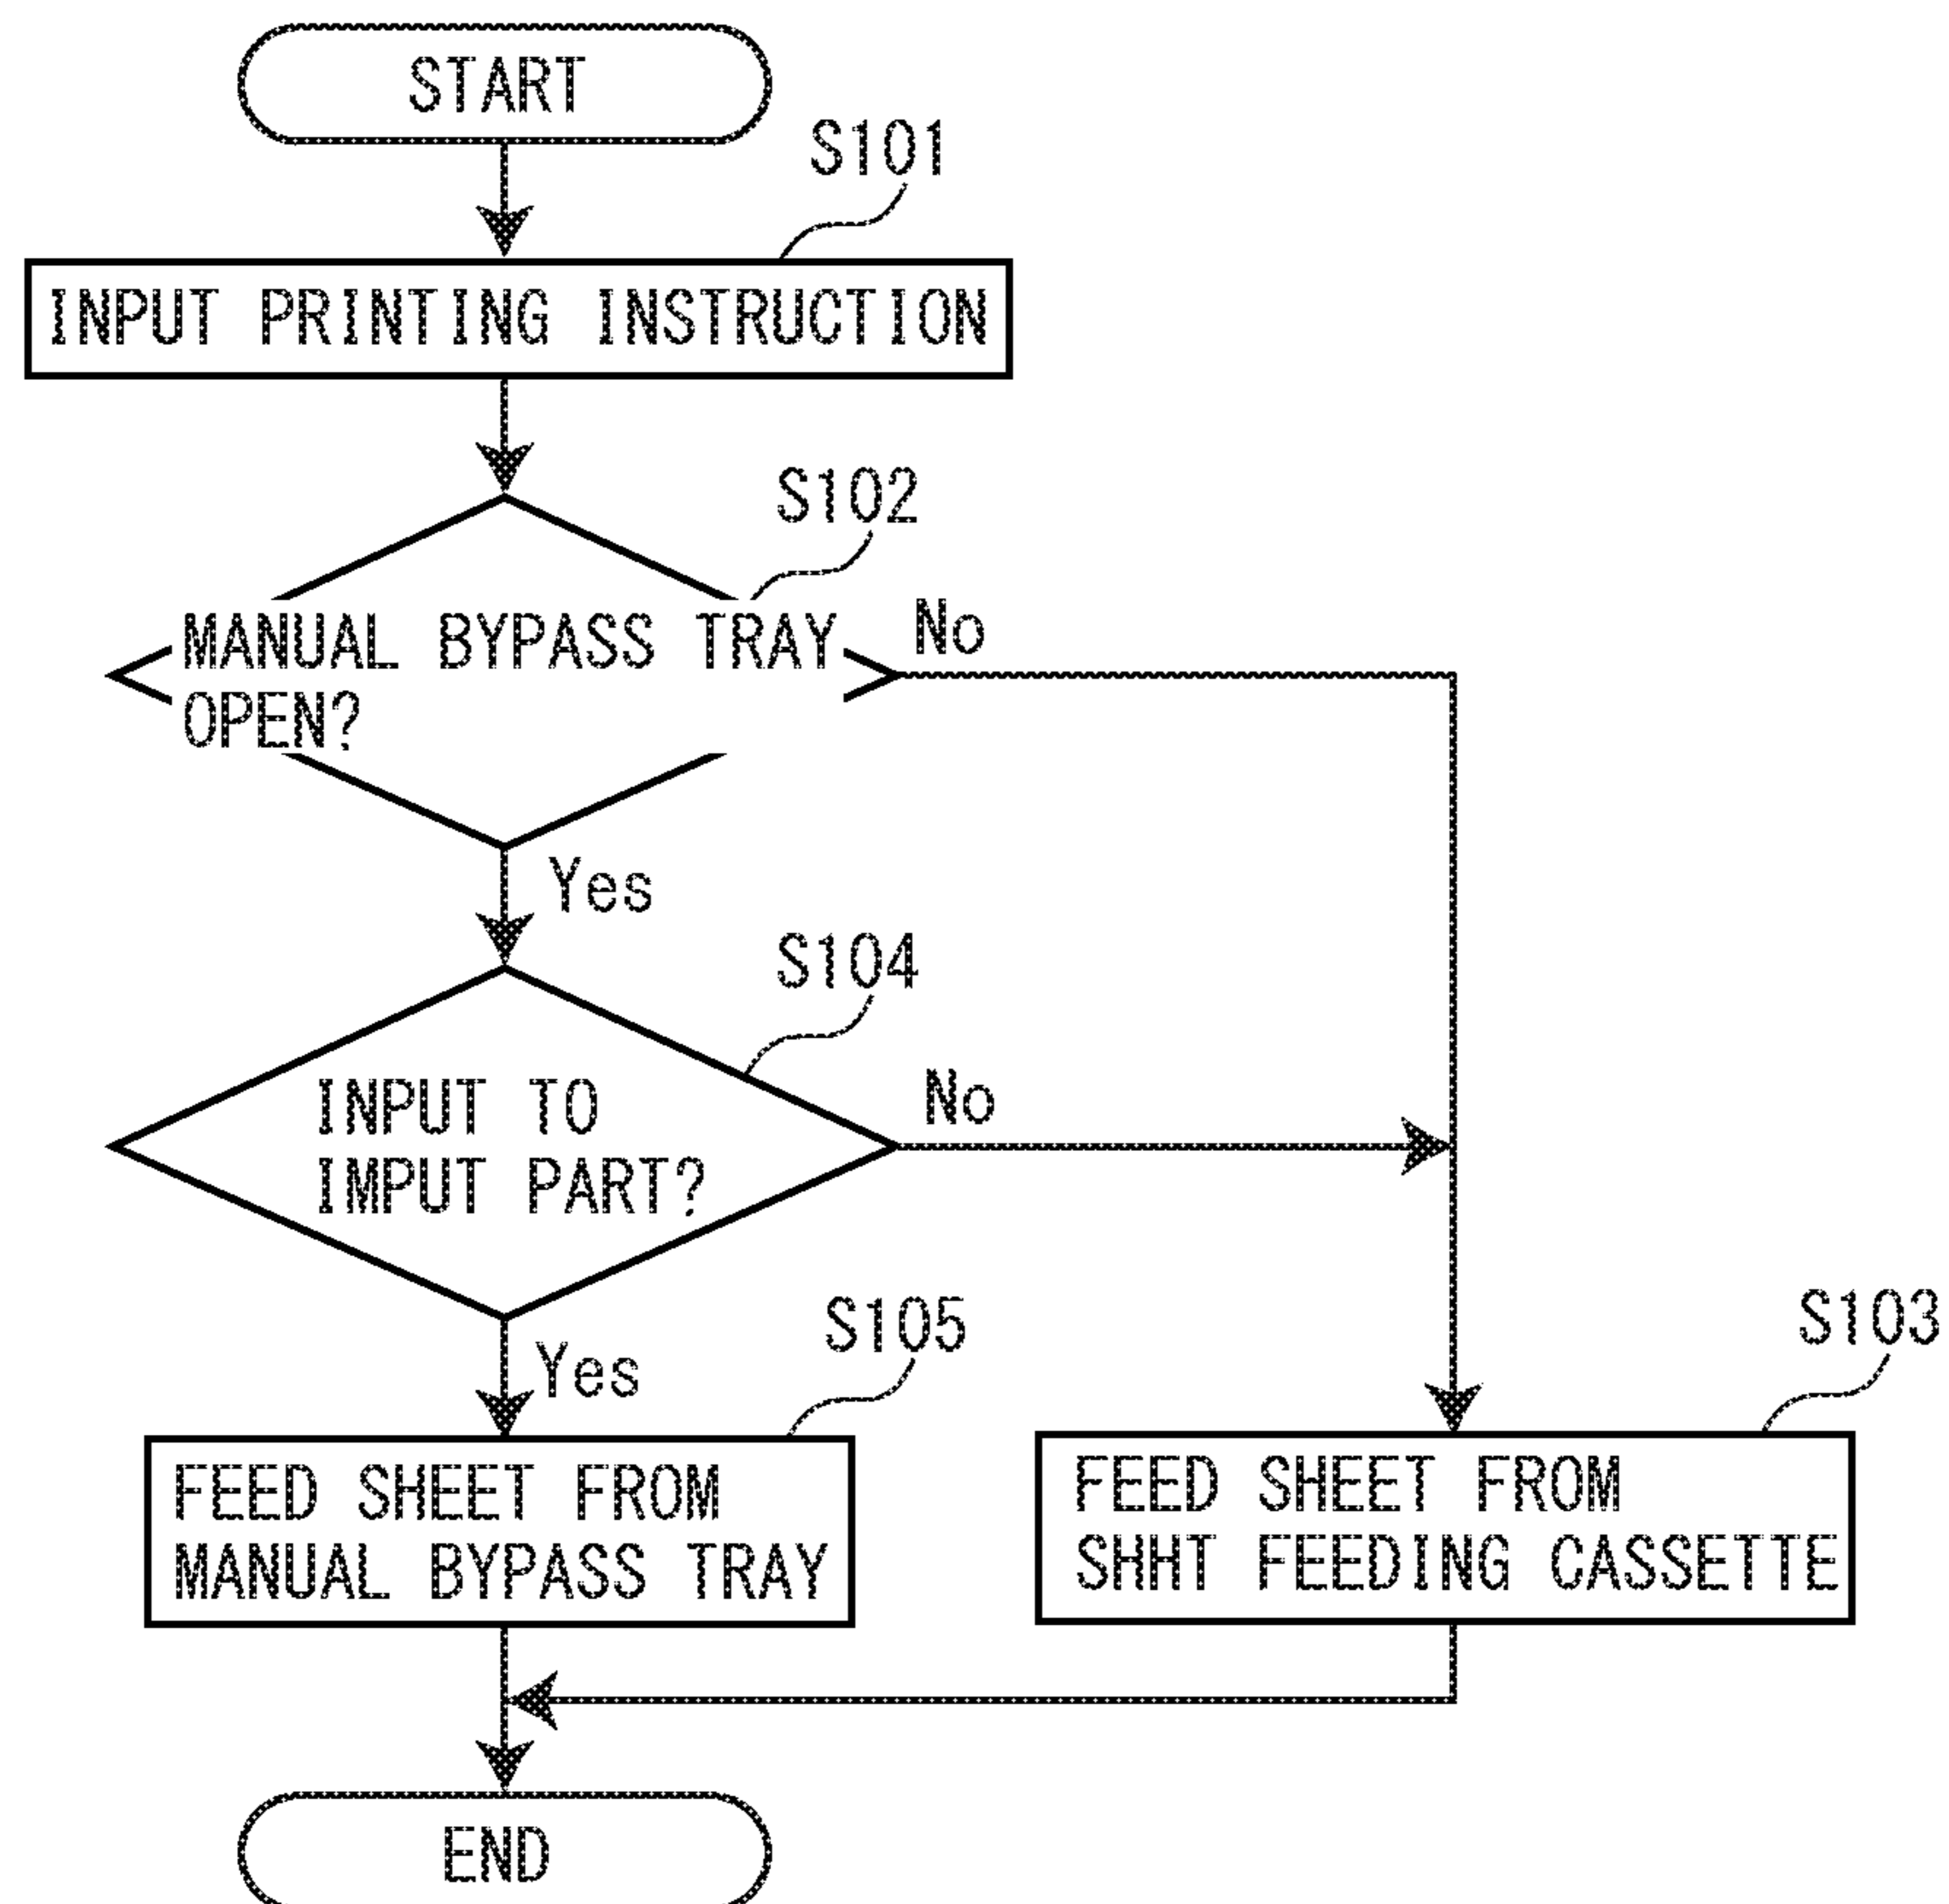 START
S101
INPUT PRINTING INSTRUCTION
S102
MANUAL BYPASS TRAY
OPEN?
No
Yes
S104
INPUT TO
IMPUT PART?
No
Yes
S105
FEED SHEET FROM
MANUAL BYPASS TRAY
S103
FEED SHEET FROM
SHHT FEEDING CASSETTE
END